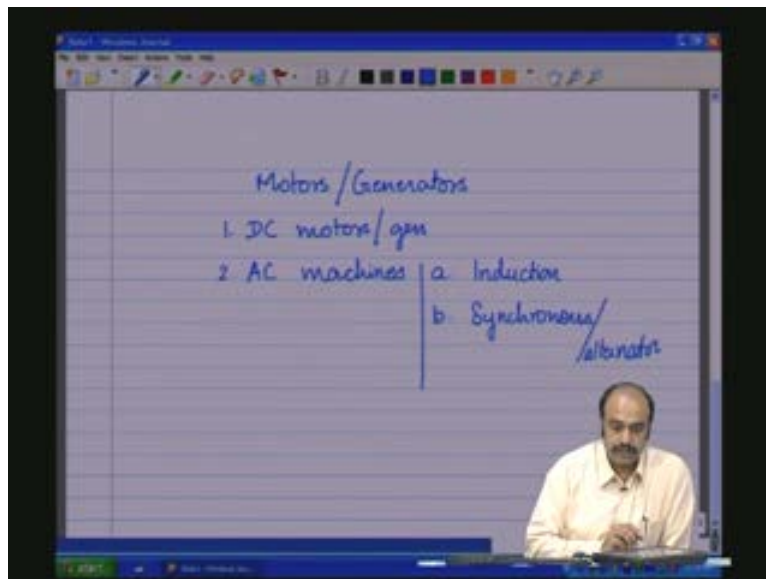 Motors/Generators
1. DC motors/gen
2 AC machines
a. Induction
b. Synchronous/
alternator